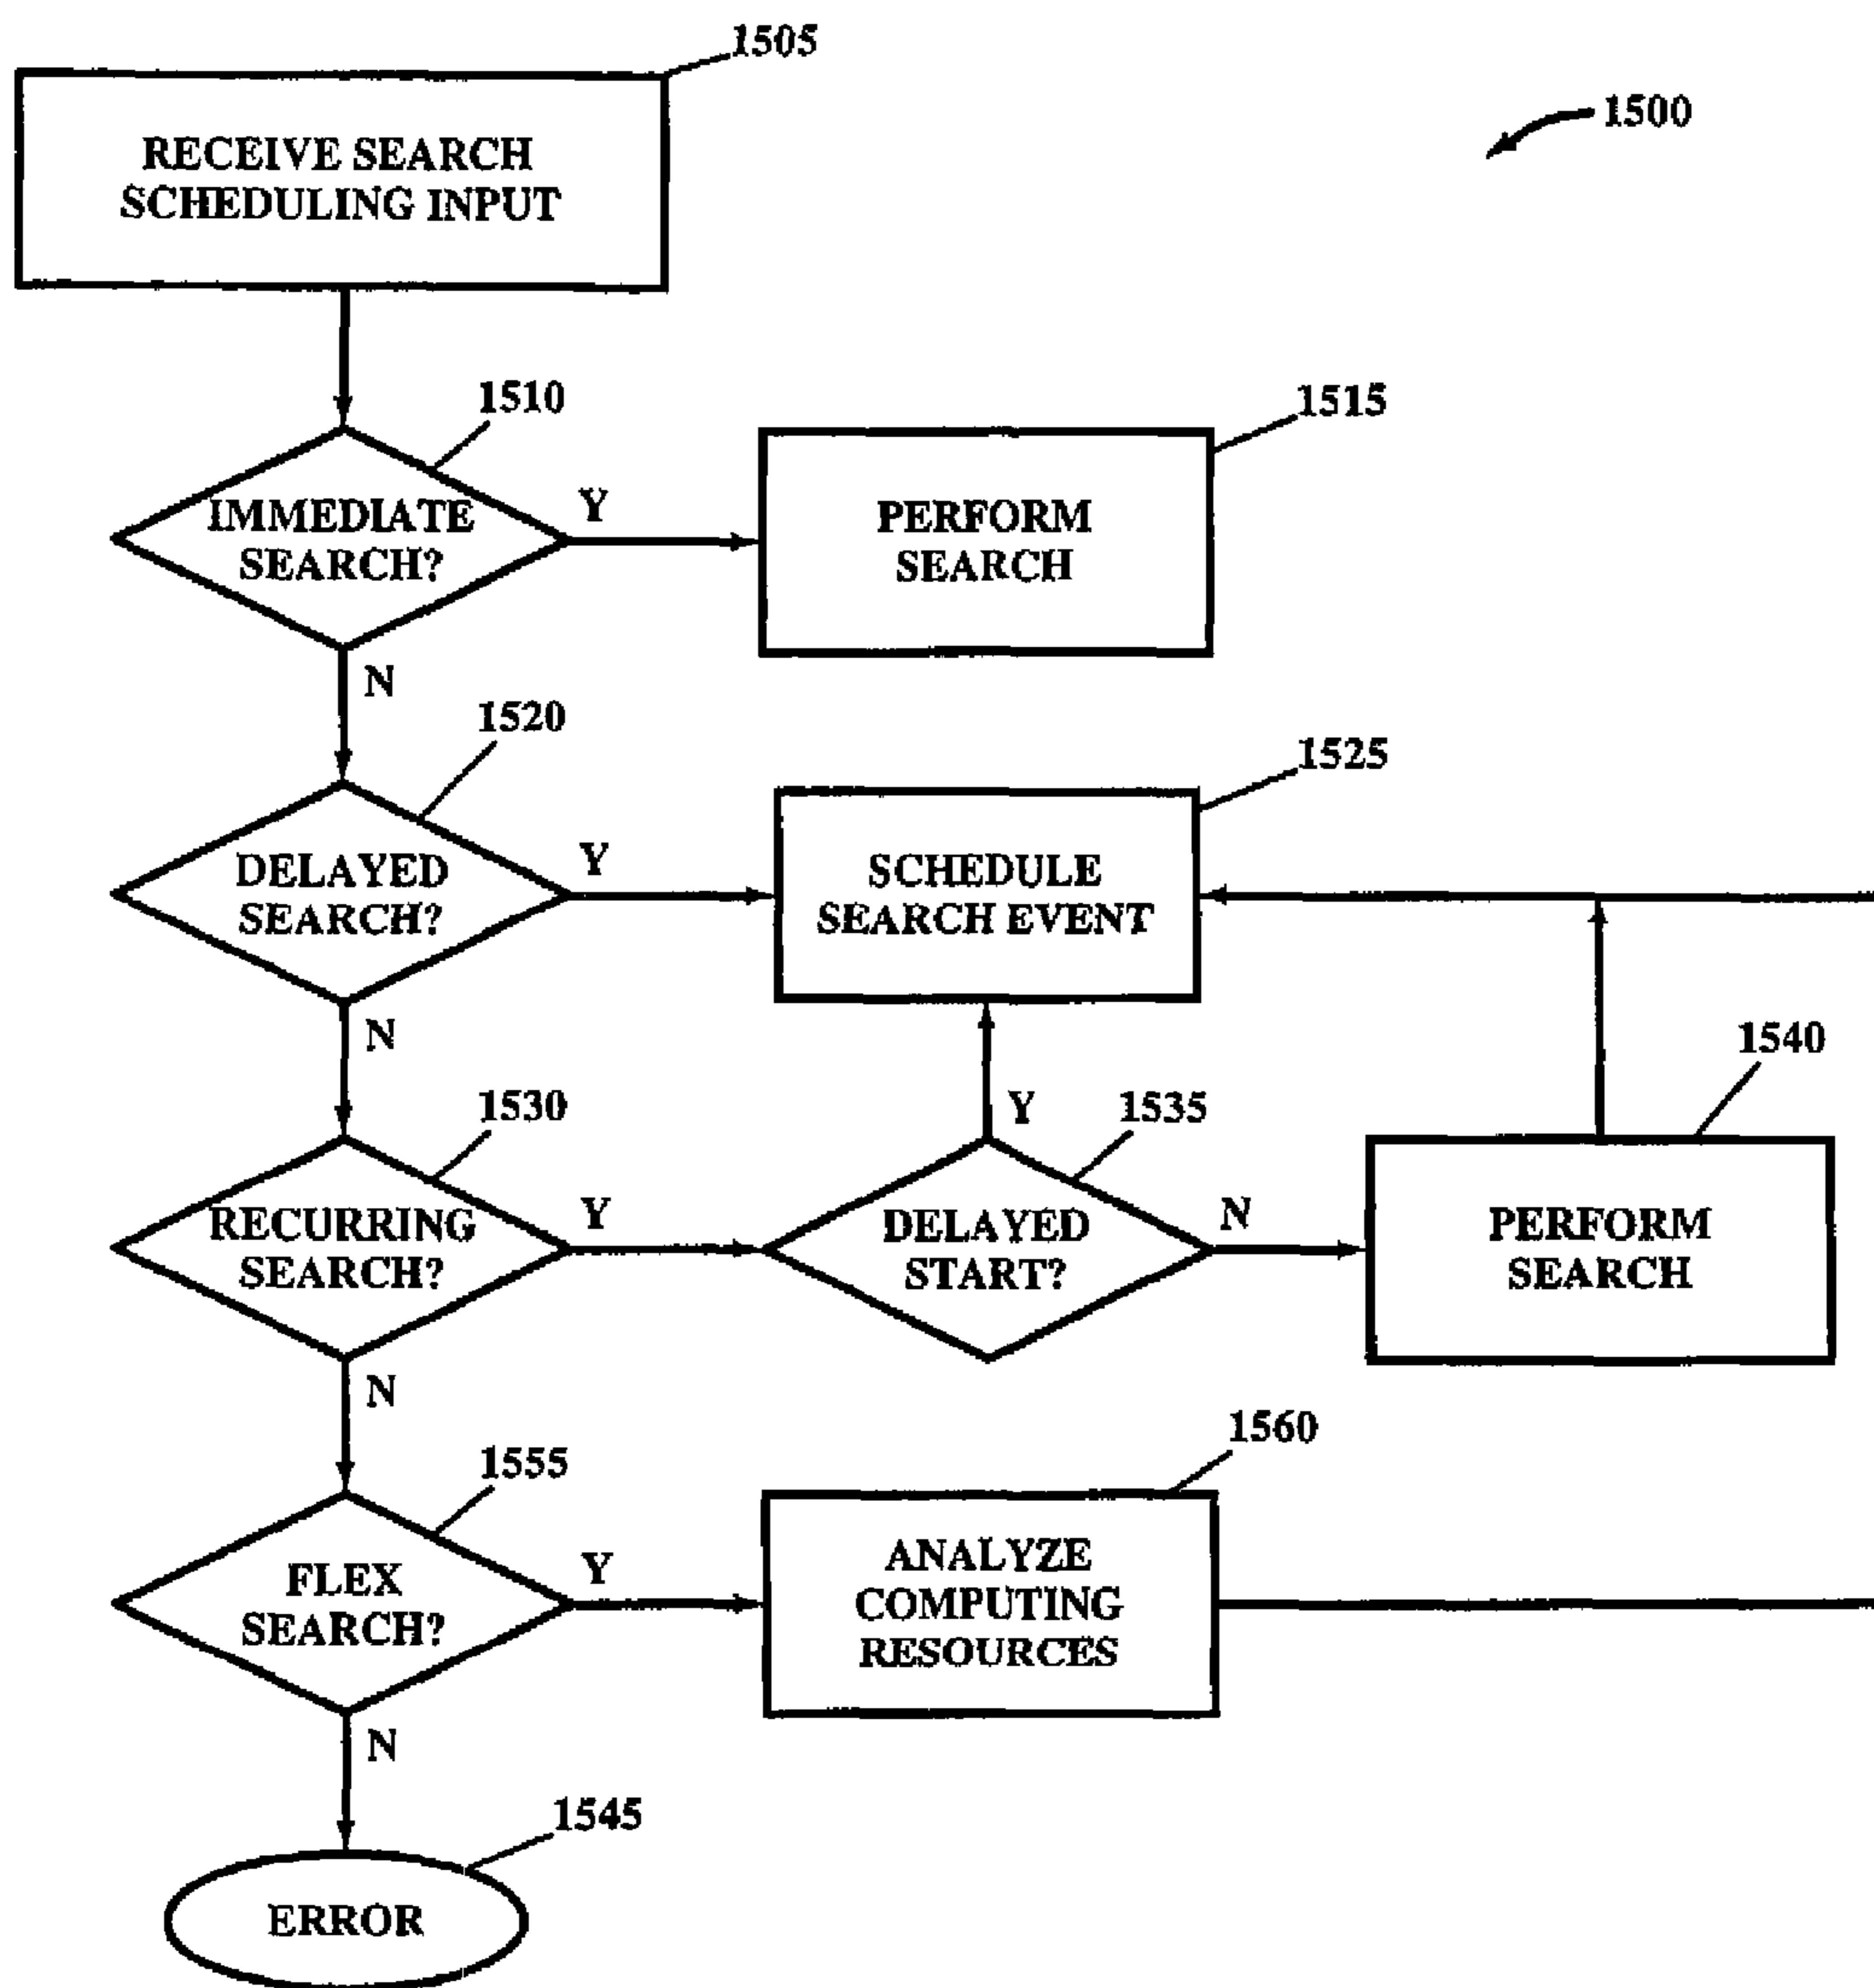 1505
1500
RECEIVE SEARCH
SCHEDULING INPUT
1510
1515
IMMEDIATE
SEARCH?
Y
PERFORM
SEARCH
N
1520
1525
DELAYED
SEARCH?
Y
SCHEDULE
SEARCH EVENT
N
1540
1530
Y
1535
RECURRING
SEARCH?
Y
DELAYED
START?
N
PERFORM
SEARCH
N
1555
1560
FLEX
SEARCH?
Y
ANALYZE
COMPUTING
RESOURCES
N
1545
ERROR